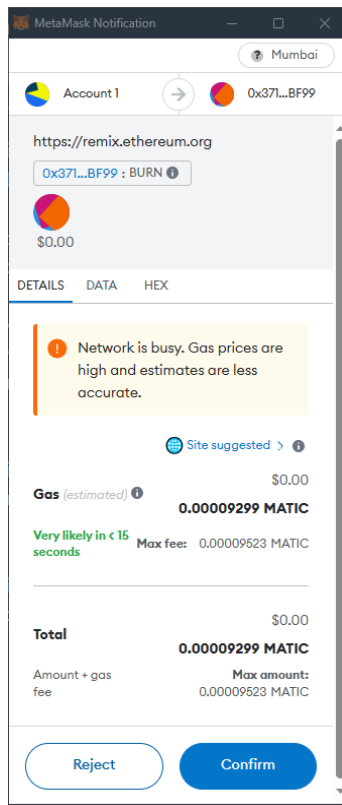 MetaMask Notification
Mumbai
Account 1
0x371...BF99
https://remix.ethereum.org
0x371...BF99 : BURN
$0.00
DETAILS DATA HEX
Network is busy. Gas prices are
high and estimates are less
accurate.
Site suggested >
$0.00
Gas (estimated)
0.00009299 MATIC
Very likely in < 15
seconds
Max fee: 0.00009523 MATIC
$0.00
Total
0.00009299 MATIC
Amount + gas
fee
Max amount:
0.00009523 MATIC
Reject
Confirm